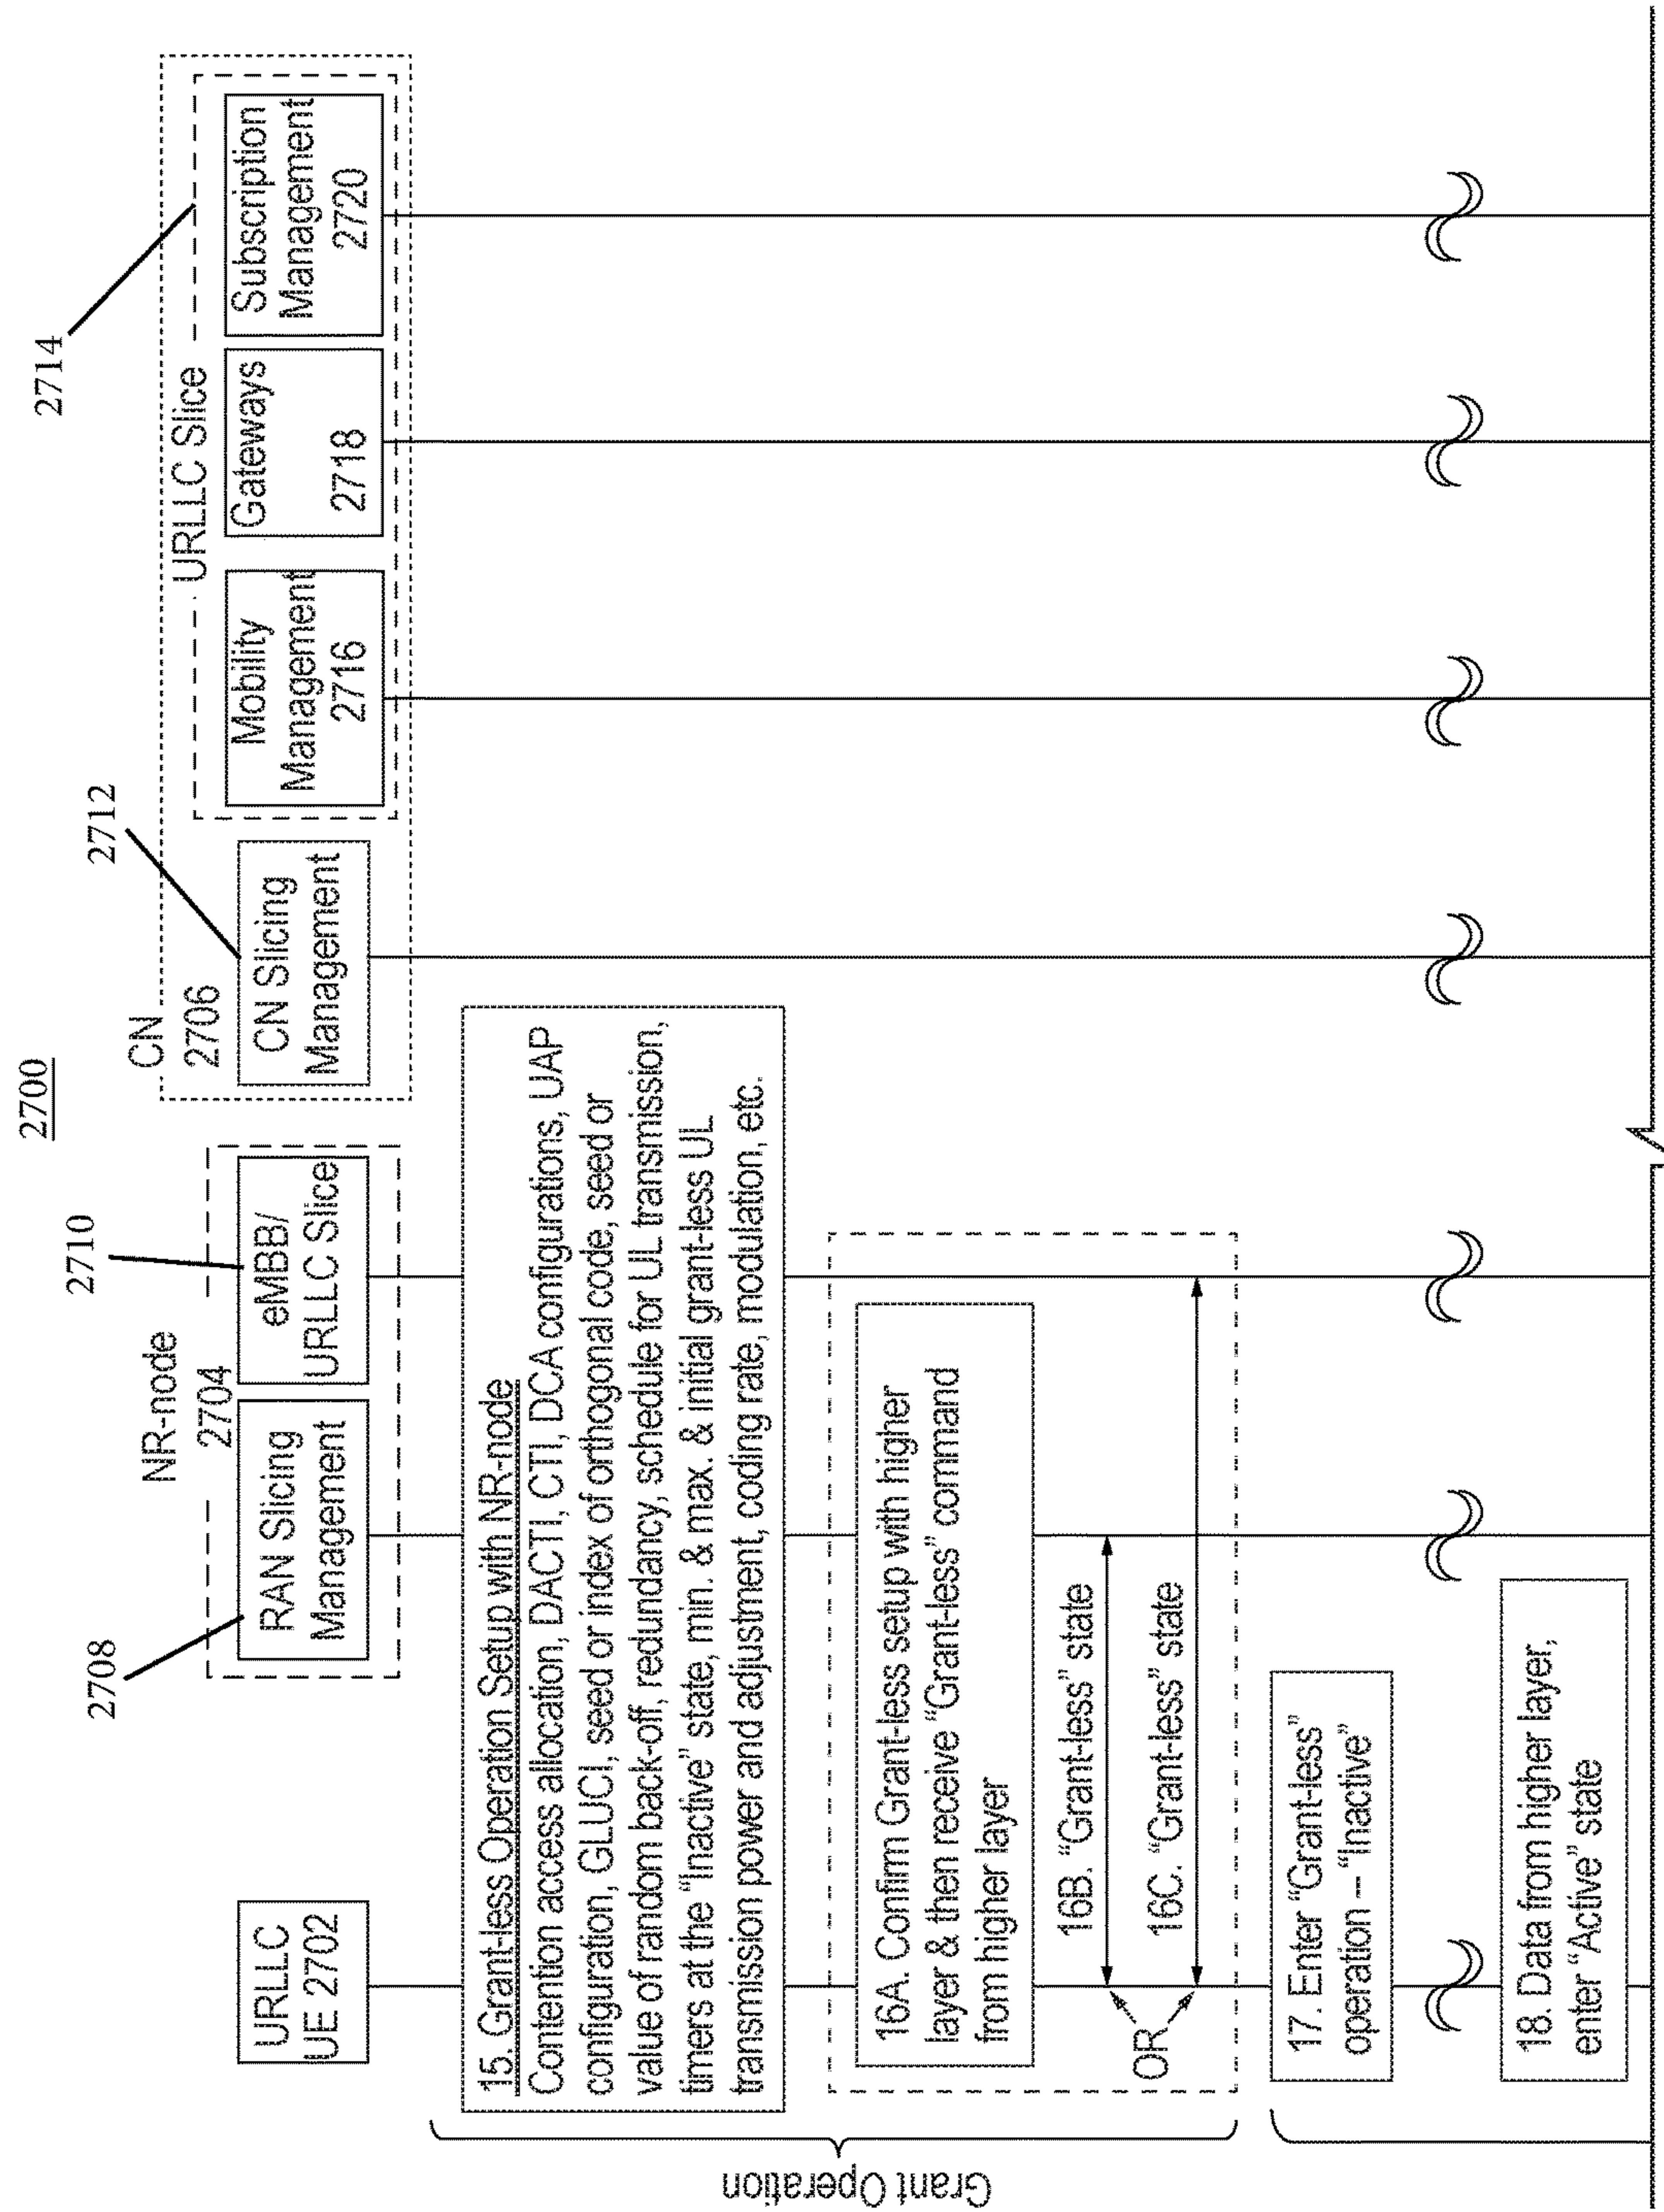 2700
NR-node
2704
2708
RAN Slicing
Management
2710
eMBB/
URLLC Slice
CN
2706
2712
CN Slicing
Management
2714
URLLC Slice
Mobility
Management
2716
Gateways
2718
Subscription
Management
2720
URLLC
UE 2702
Grant Operation
15. Grant-less Operation Setup with NR-node
Contention access allocation, DACTI, CTI, DCA configurations, UAP
configuration, GLUCI, seed or index of orthogonal code, seed or
value of random back-off, redundancy, schedule for UL transmission,
timers at the “Inactive” state, min. & max. & initial grant-less UL
transmission power and adjustment, coding rate, modulation, etc.
16A. Confirm Grant-less setup with higher
layer & then receive “Grant-less” command
from higher layer
16B. “Grant-less” state
OR
16C. “Grant-less” state
17. Enter “Grant-less”
operation – “Inactive”
18. Data from higher layer,
enter “Active” state